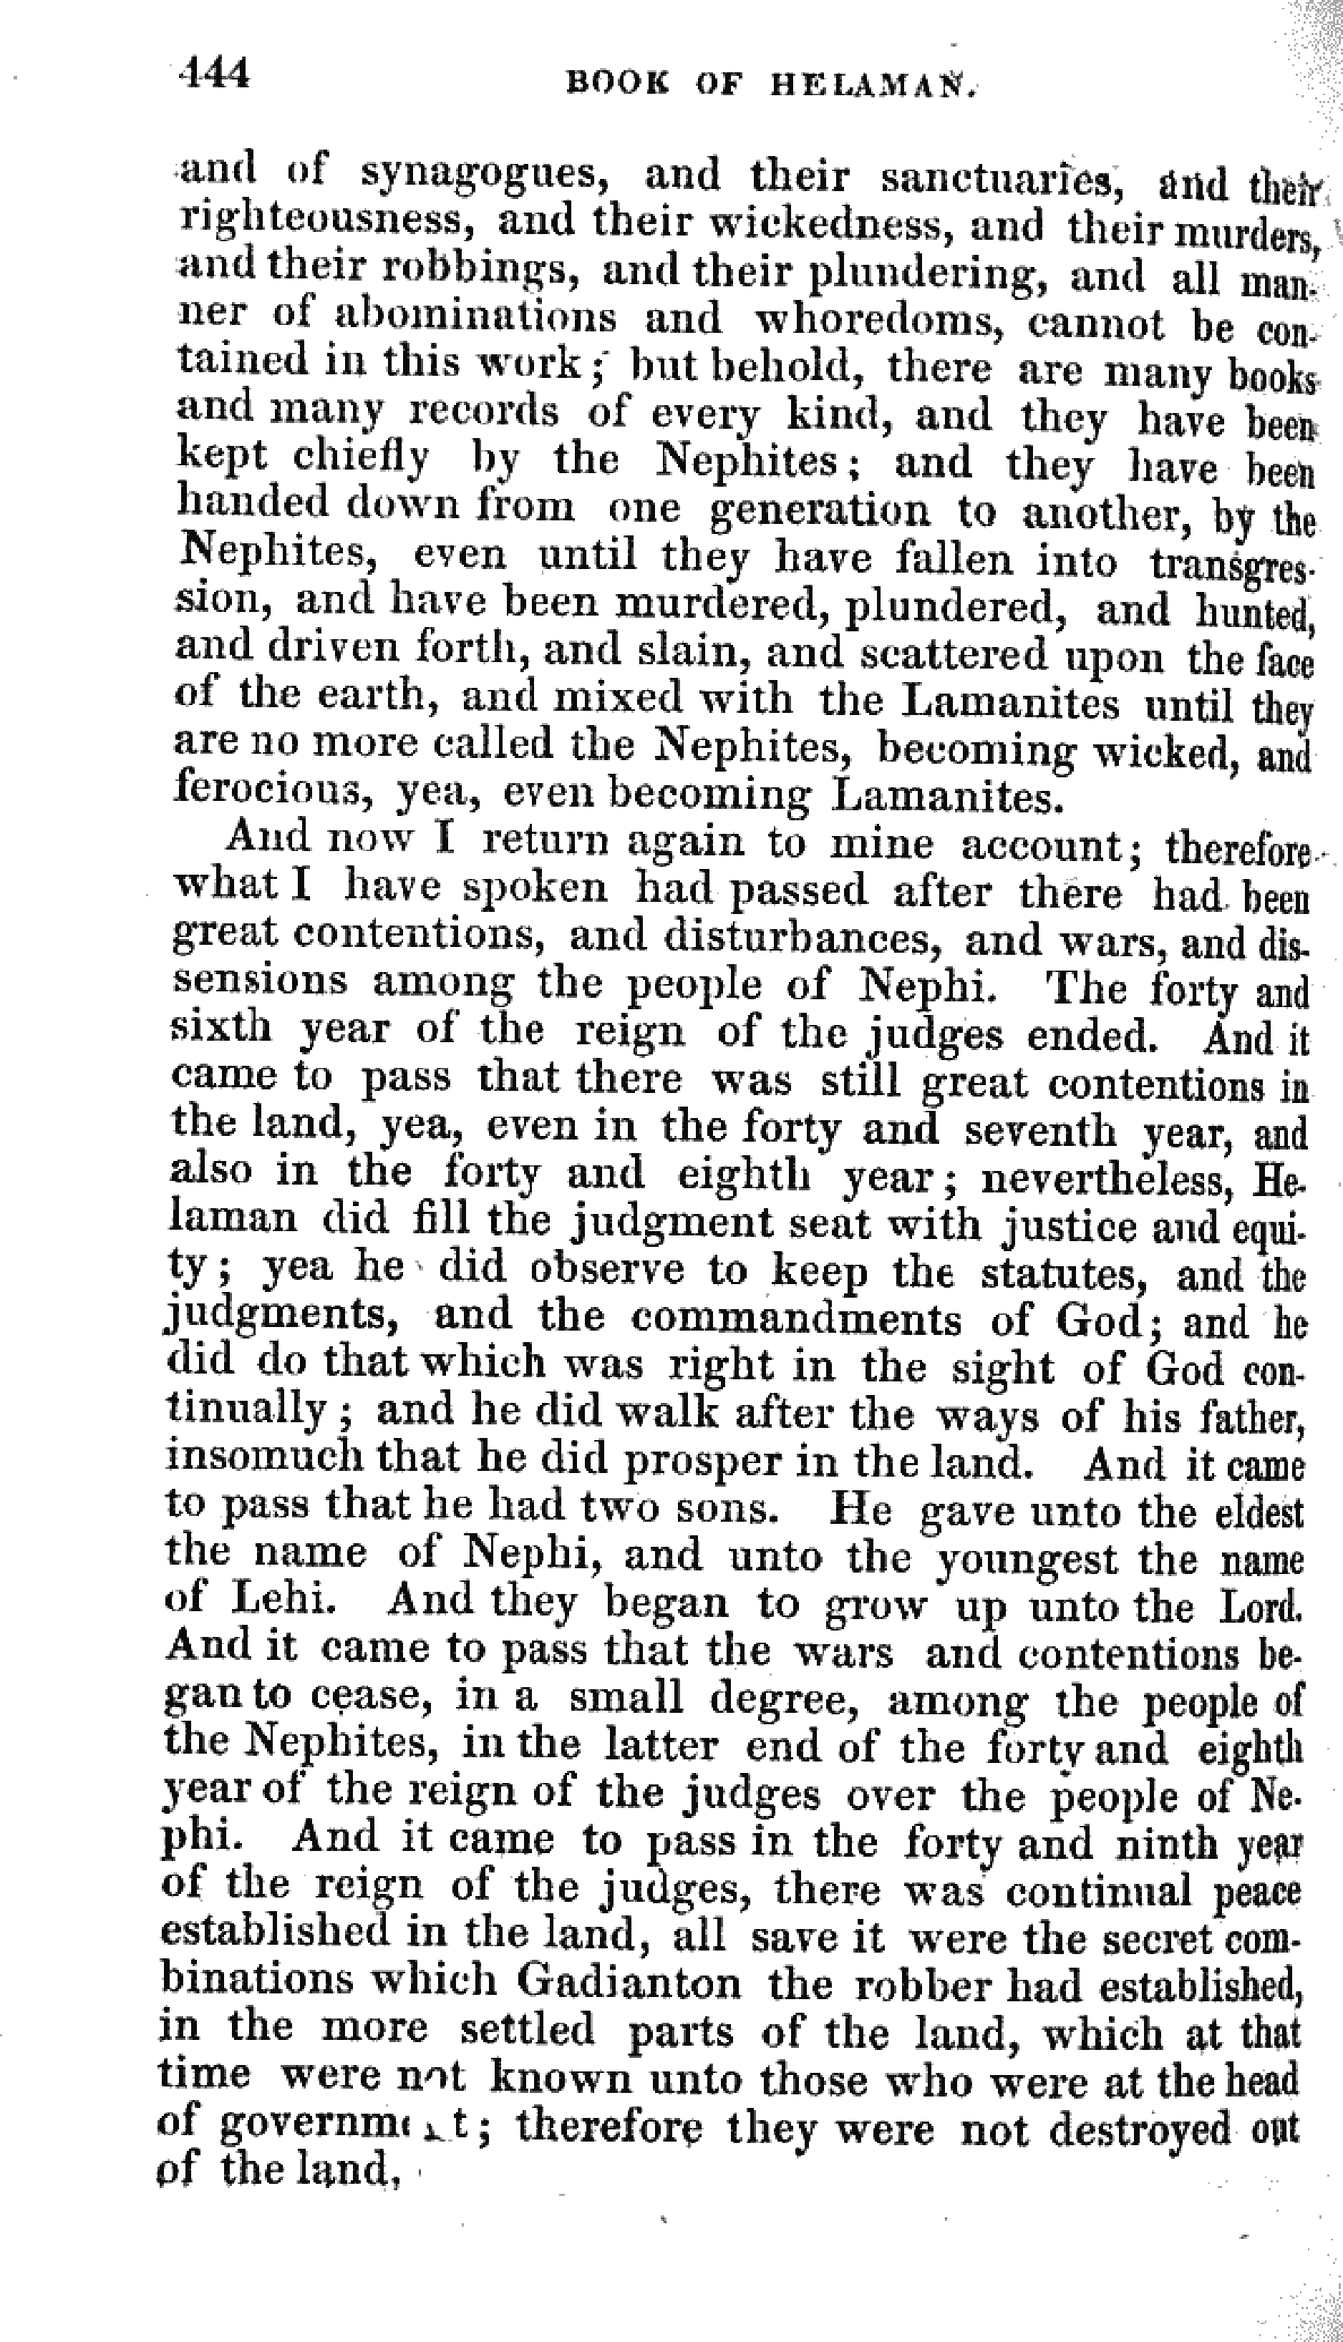 444 BOOK OF HELAMAN.
and of synagogues, and their sanctuaries, and their
righteousness, and their wickedness, and their murders,
and their robbings, and their plundering, and all man-
ner of abominations and whoredoms, cannot be con-
tained in this work; but behold, there are many books
and many records of every kind, and they have been
kept chiefly by the Nephites; and they have been
handed down from one generation to another, by the
Nephites, even until they have fallen into transgres-
sion, and have been murdered, plundered, and hunted,
and driven forth, and slain, and scattered upon the face
of the earth, and mixed with the Lamanites until they
are no more called the Nephites, becoming wicked, and
ferocious, yea, even becoming Lamanites.
And now I return again to mine account; therefore
what I have spoken had passed after there had been
great contentions, and disturbances, and wars, and dis-
sensions among the people of Nephi. The forty and
sixth year of the reign of the judges ended. And it
came to pass that there was still great contentions in
the land, yea, even in the forty and seventh year, and
also in the forty and eighth year; nevertheless, He-
laman did fill the judgment seat with justice and equi-
ty; yea he did observe to keep the statutes, and the
judgments, and the commandments of God; and he
did do that which was right in the sight of God con-
tinually; and he did walk after the ways of his father,
insomuch that he did prosper in the land. And it came
to pass that he had two sons. He gave unto the eldest
the name of Nephi, and unto the youngest the name
of Lehi. And they began to grow up unto the Lord.
And it came to pass that the wars and contentions be-
gan to cease, in a small degree, among the people of
the Nephites, in the latter end of the forty and eighth
year of the reign of the judges over the people of Ne-
phi. And it came to pass in the forty and ninth year
of the reign of the judges, there was continual peace
established in the land, all save it were the secret com-
binations which Gadianton the robber had established,
in the more settled parts of the land, which at that
time were not known unto those who were at the head
of government; therefore they were not destroyed out
of the land.